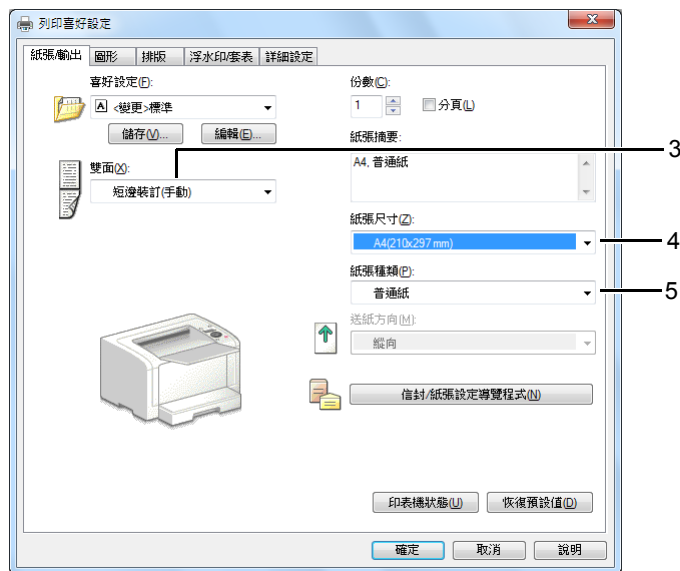 列印喜好設定
紙張/輸出 圖形 排版 浮水印/套表 詳細設定
喜好設定(F):
A <變更>標準
儲存(V)... 編輯(E)...
雙面(X):
短邊裝訂(手動)
份數(C):
1 分頁(L)
紙張摘要:
A4, 普通紙
3
紙張尺寸(Z):
A4(210x297 mm)
4
紙張種類(P):
普通紙
5
送紙方向(M):
縱向
信封/紙張設定導覽程式(N)
印表機狀態(U) 恢復預設值(D)
確定 取消 說明